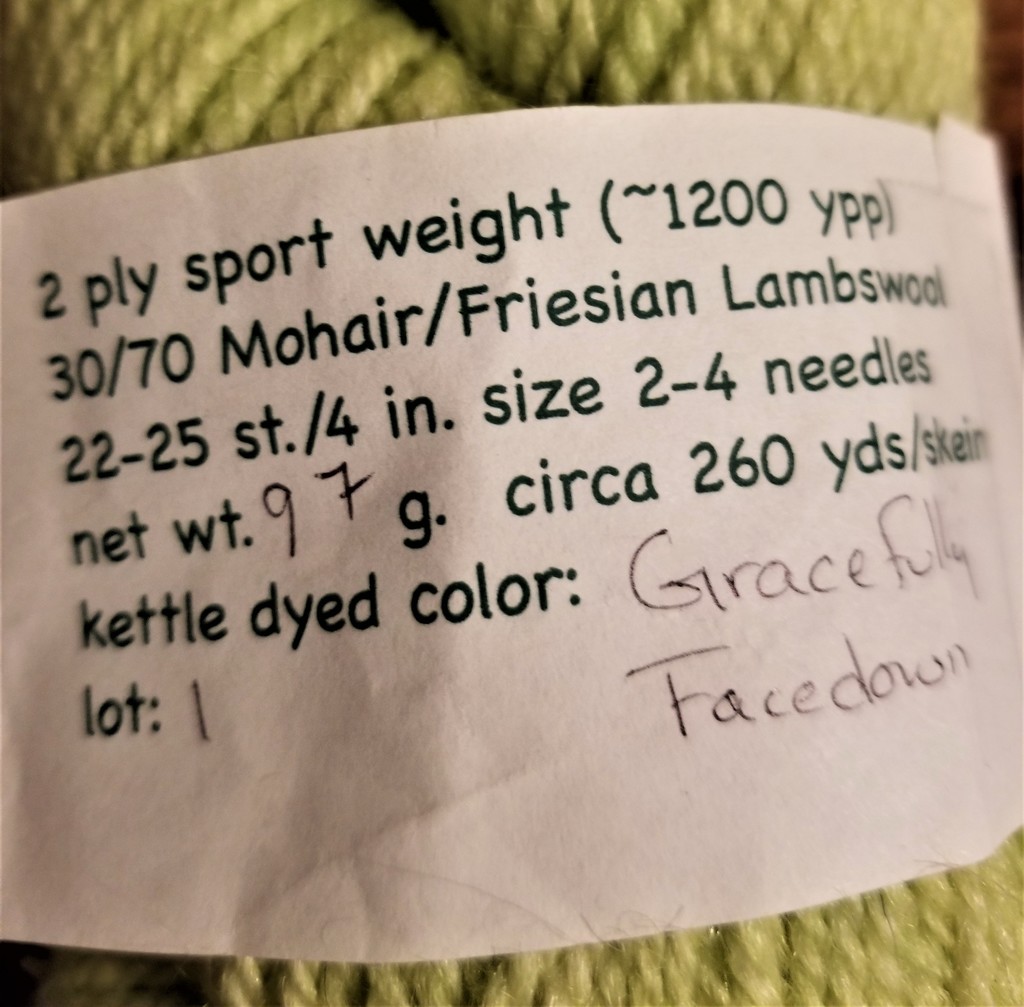 2 ply sport weight (~1200 ypp)
30/70 Mohair/Friesian Lambswool
22-25 st./4 in. size 2-4 needles
net wt. 97 g. circa 260 yds/skein
kettle dyed color: Gracefully
lot: 1 Facedown